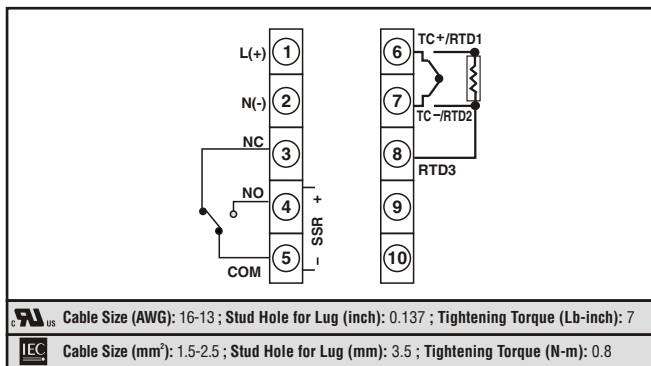 L(+) 1
N(-) 2
NC 3
NO 4 +
SSR
COM 5 –
6 TC+/RTD1
7 TC–/RTD2
8 RTD3
9
10
c RU us Cable Size (AWG): 16-13 ; Stud Hole for Lug (inch): 0.137 ; Tightening Torque (Lb-inch): 7
IEC Cable Size (mm²): 1.5-2.5 ; Stud Hole for Lug (mm): 3.5 ; Tightening Torque (N-m): 0.8